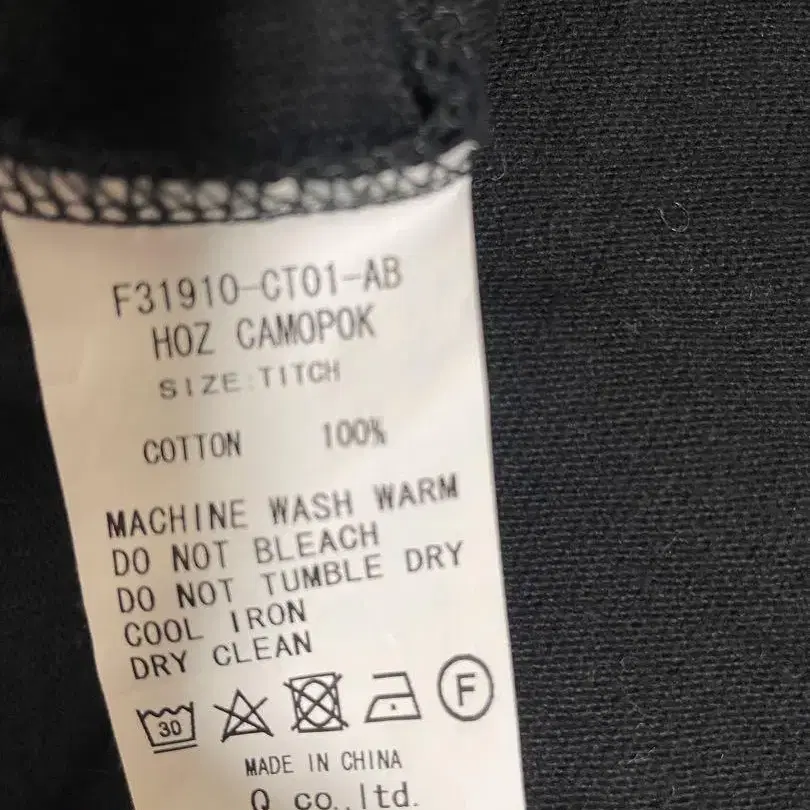 F31910-CT01-AB
HOZ CAMOPOK
SIZE:TITCH
COTTON 100%
MACHINE WASH WARM
DO NOT BLEACH
DO NOT TUMBLE DRY
COOL IRON
DRY CLEAN
30 F
MADE IN CHINA
Q co.,ltd.